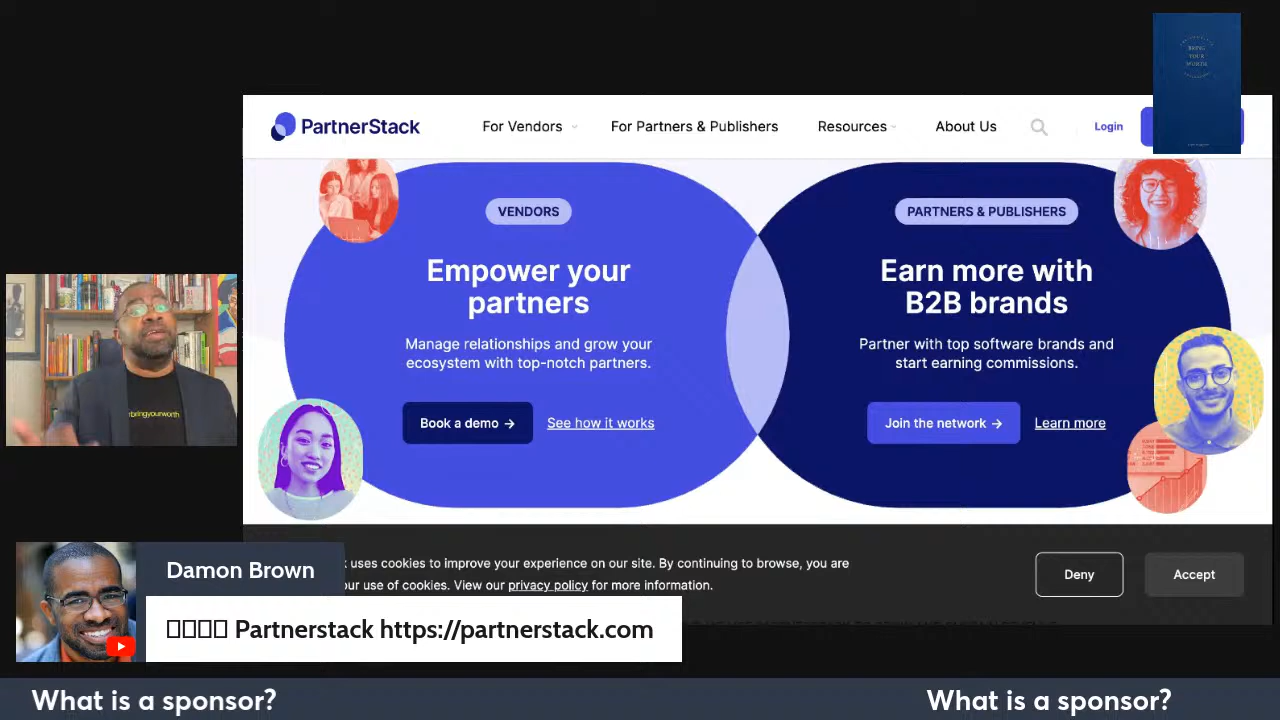 BRING
YOUR
WORTH
PartnerStack
For Vendors
For Partners & Publishers
Resources
About Us
Login
VENDORS
Empower your
partners
Manage relationships and grow your
ecosystem with top-notch partners.
Book a demo →
See how it works
PARTNERS & PUBLISHERS
Earn more with
B2B brands
Partner with top software brands and
start earning commissions.
Join the network →
Learn more
bringyourworth
uses cookies to improve your experience on our site. By continuing to browse, you are
our use of cookies. View our privacy policy for more information.
Deny
Accept
Damon Brown
Partnerstack https://partnerstack.com
What is a sponsor?
What is a sponsor?